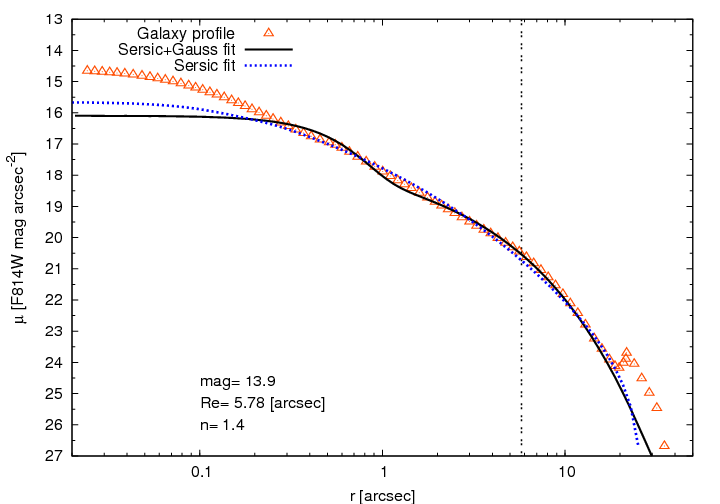 Galaxy profile
Sersic+Gauss fit
Sersic fit
13
14
15
16
17
18
19
20
21
22
23
24
25
26
27
μ [F814W mag arcsec-2]
mag= 13.9
Re= 5.78 [arcsec]
n= 1.4
0.1 1 10
r [arcsec]